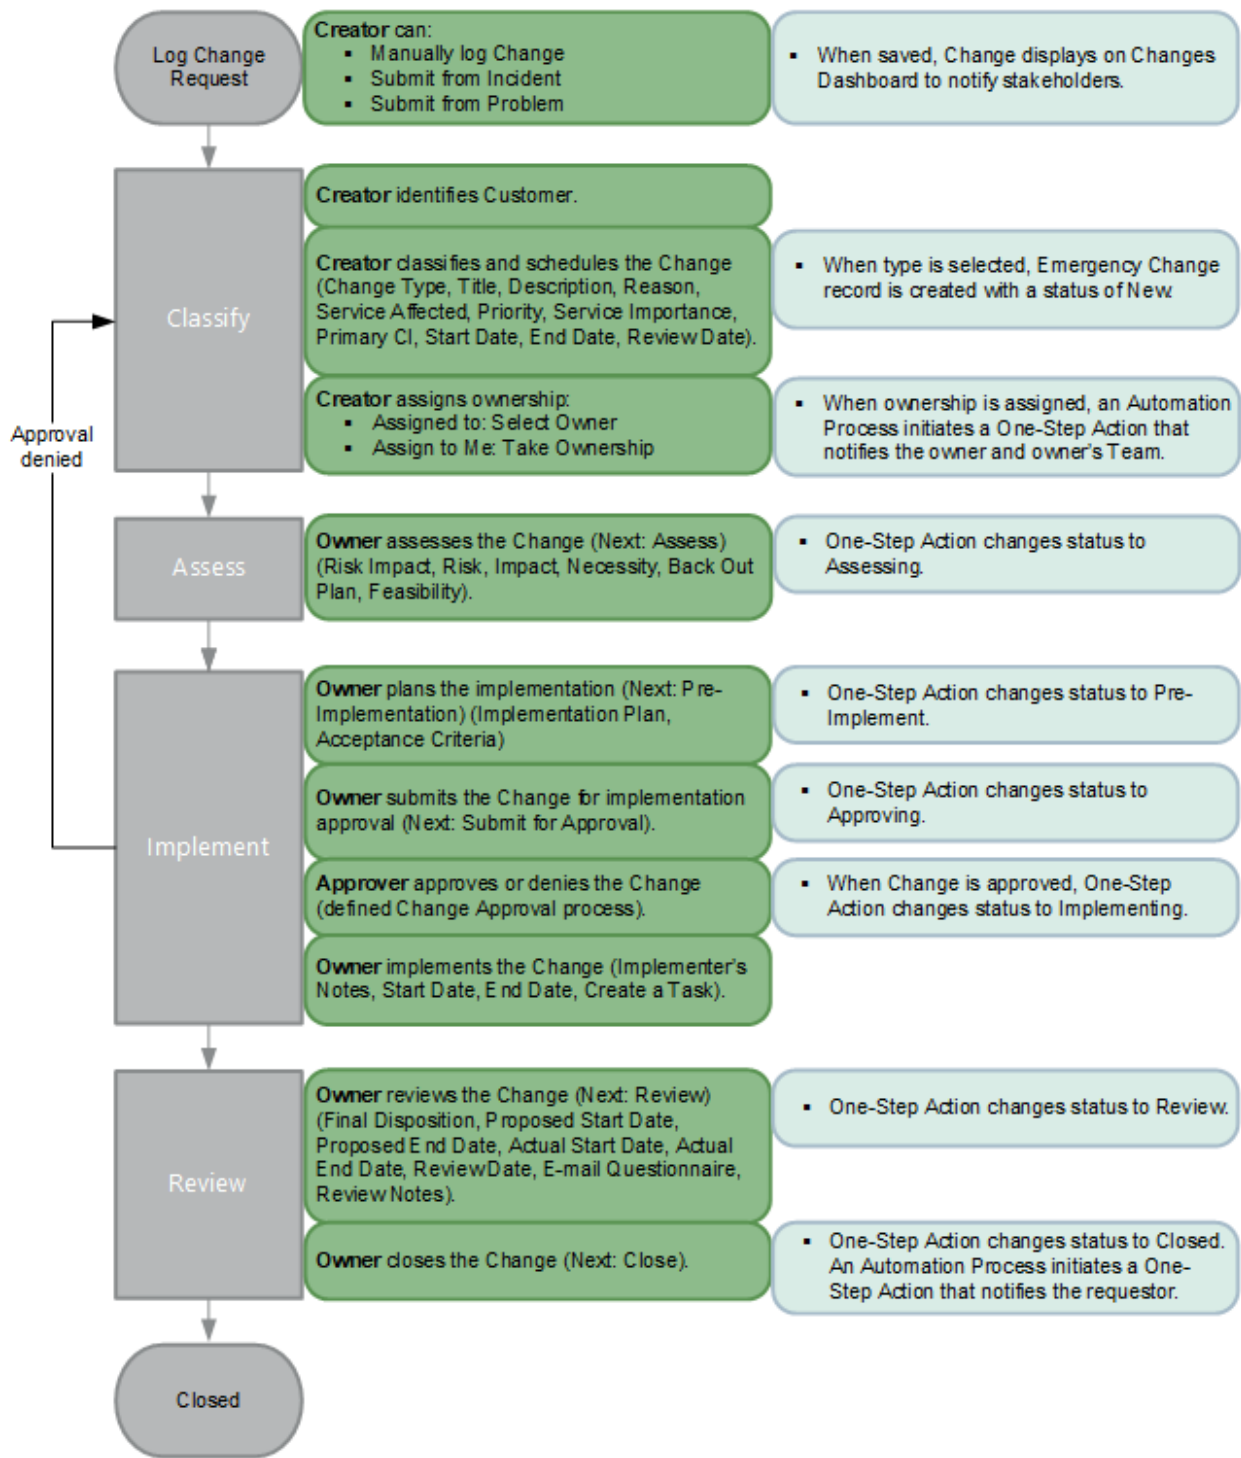 Log Change
Request
Creator can:
▪ Manually log Change
▪ Submit from Incident
▪ Submit from Problem
▪ When saved, Change displays on Changes
Dashboard to notify stakeholders.
Classify
Creator identifies Customer.
Creator classifies and schedules the Change
(Change Type, Title, Description, Reason,
Service Affected, Priority, Service Importance,
Primary CI, Start Date, End Date, Review Date).
▪ When type is selected, Emergency Change
record is created with a status of New.
Creator assigns ownership:
▪ Assigned to: Select Owner
▪ Assign to Me: Take Ownership
▪ When ownership is assigned, an Automation
Process initiates a One-Step Action that
notifies the owner and owner's Team.
Approval
denied
Assess
Owner assesses the Change (Next: Assess)
(Risk Impact, Risk, Impact, Necessity, Back Out
Plan, Feasibility).
▪ One-Step Action changes status to
Assessing.
Implement
Owner plans the implementation (Next: Pre-
Implementation) (Implementation Plan,
Acceptance Criteria)
▪ One-Step Action changes status to Pre-
Implement.
Owner submits the Change for implementation
approval (Next: Submit for Approval).
▪ One-Step Action changes status to
Approving.
Approver approves or denies the Change
(defined Change Approval process).
▪ When Change is approved, One-Step
Action changes status to Implementing.
Owner implements the Change (Implementer's
Notes, Start Date, End Date, Create a Task).
Review
Owner reviews the Change (Next: Review)
(Final Disposition, Proposed Start Date,
Proposed End Date, Actual Start Date, Actual
End Date, Review Date, E-mail Questionnaire,
Review Notes).
▪ One-Step Action changes status to Review.
Owner closes the Change (Next: Close).
▪ One-Step Action changes status to Closed.
An Automation Process initiates a One-
Step Action that notifies the requestor.
Closed